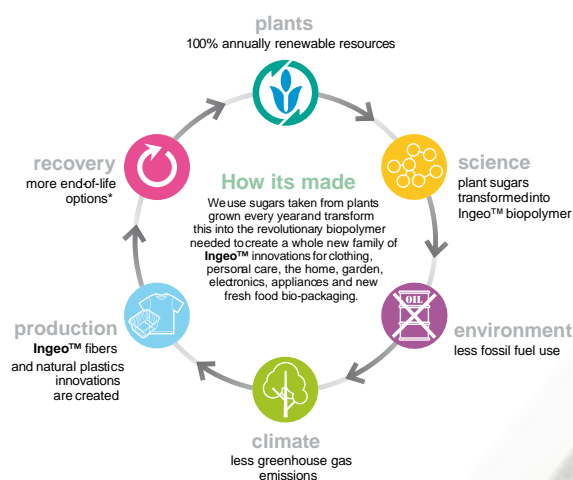 plants
100% annually renewable resources
science
plant sugars
transformedinto
Ingeo™ biopolymer
OIL
environment
less fossil fuel use
climate
less greenhouse gas
emissions
production
Ingeo™ fibers
and natural plastics
innovations
are created
recovery
more end-of-life
options*
How its made
We use sugars taken from plants
grown every year and transform
this into the revolutionary biopolymer
needed to create a whole new family of
Ingeo™ innovations for clothing,
personal care, the home, garden,
electronics, appliances and new
fresh food bio-packaging.